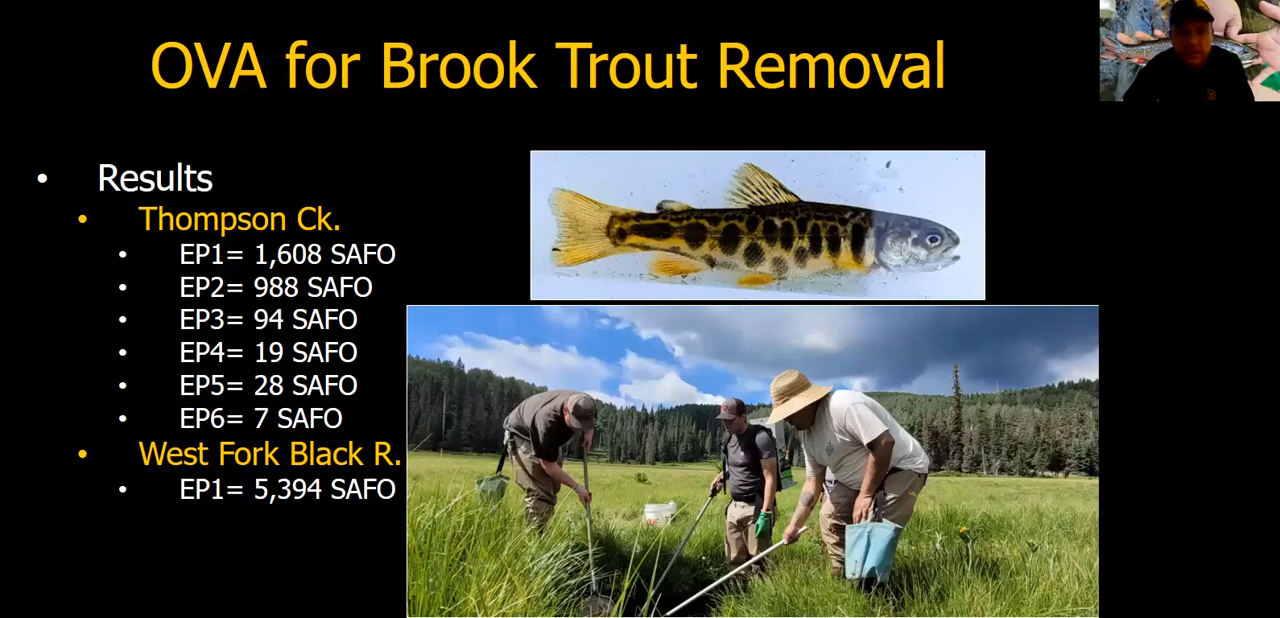 OVA for Brook Trout Removal
• Results
• Thompson Ck.
• EP1= 1,608 SAFO
• EP2= 988 SAFO
• EP3= 94 SAFO
• EP4= 19 SAFO
• EP5= 28 SAFO
• EP6= 7 SAFO
• West Fork Black R.
• EP1= 5,394 SAFO